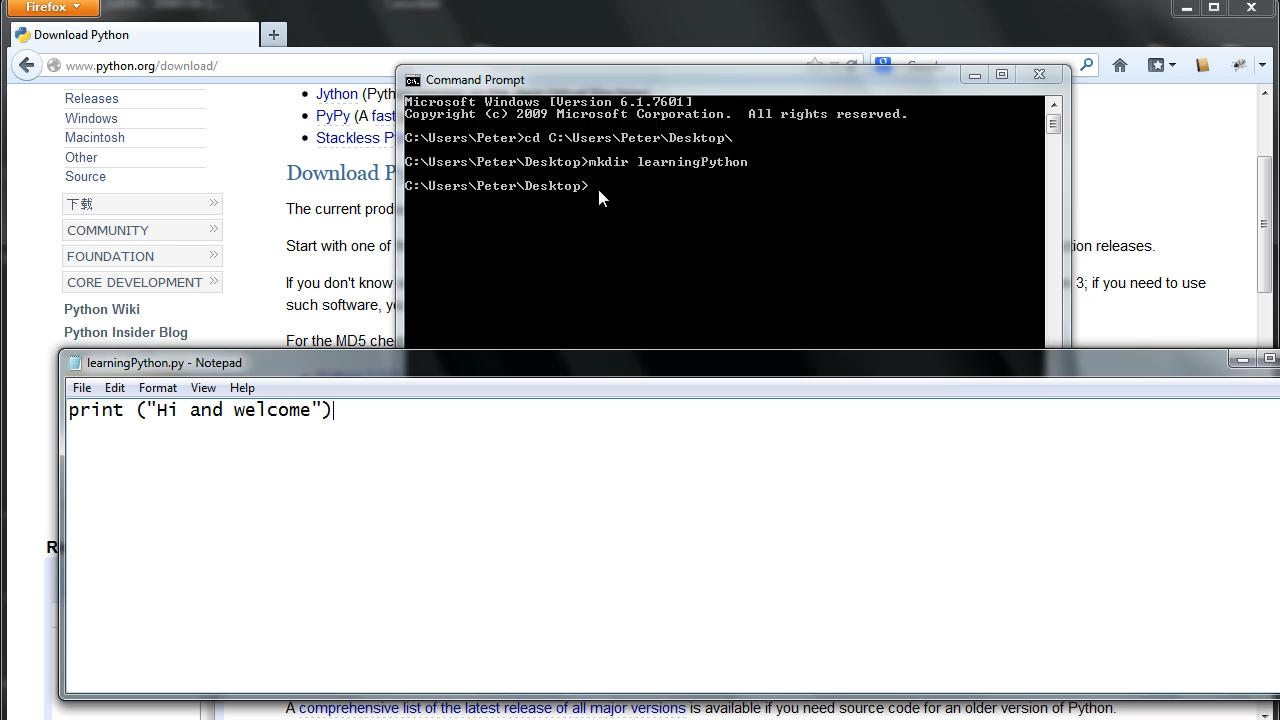 Firefox
Download Python
www.python.org/download/
Command Prompt
Releases
Windows
Macintosh
Other
Source
下载
COMMUNITY
FOUNDATION
CORE DEVELOPMENT
Python Wiki
Python Insider Blog
Jython (Pyth
PyPy (A fast
Stackless P
Download P
The current prod
Start with one of
ion releases.
If you don't know
3; if you need to use
such software, y
For the MD5 che
Microsoft Windows [Version 6.1.7601]
Copyright (c) 2009 Microsoft Corporation.  All rights reserved.
C:\Users\Peter>cd C:\Users\Peter\Desktop\
C:\Users\Peter\Desktop>mkdir learningPython
C:\Users\Peter\Desktop>
learningPython.py - Notepad
File Edit Format View Help
print ("Hi and welcome")
R
A comprehensive list of the latest release of all major versions is available if you need source code for an older version of Python.